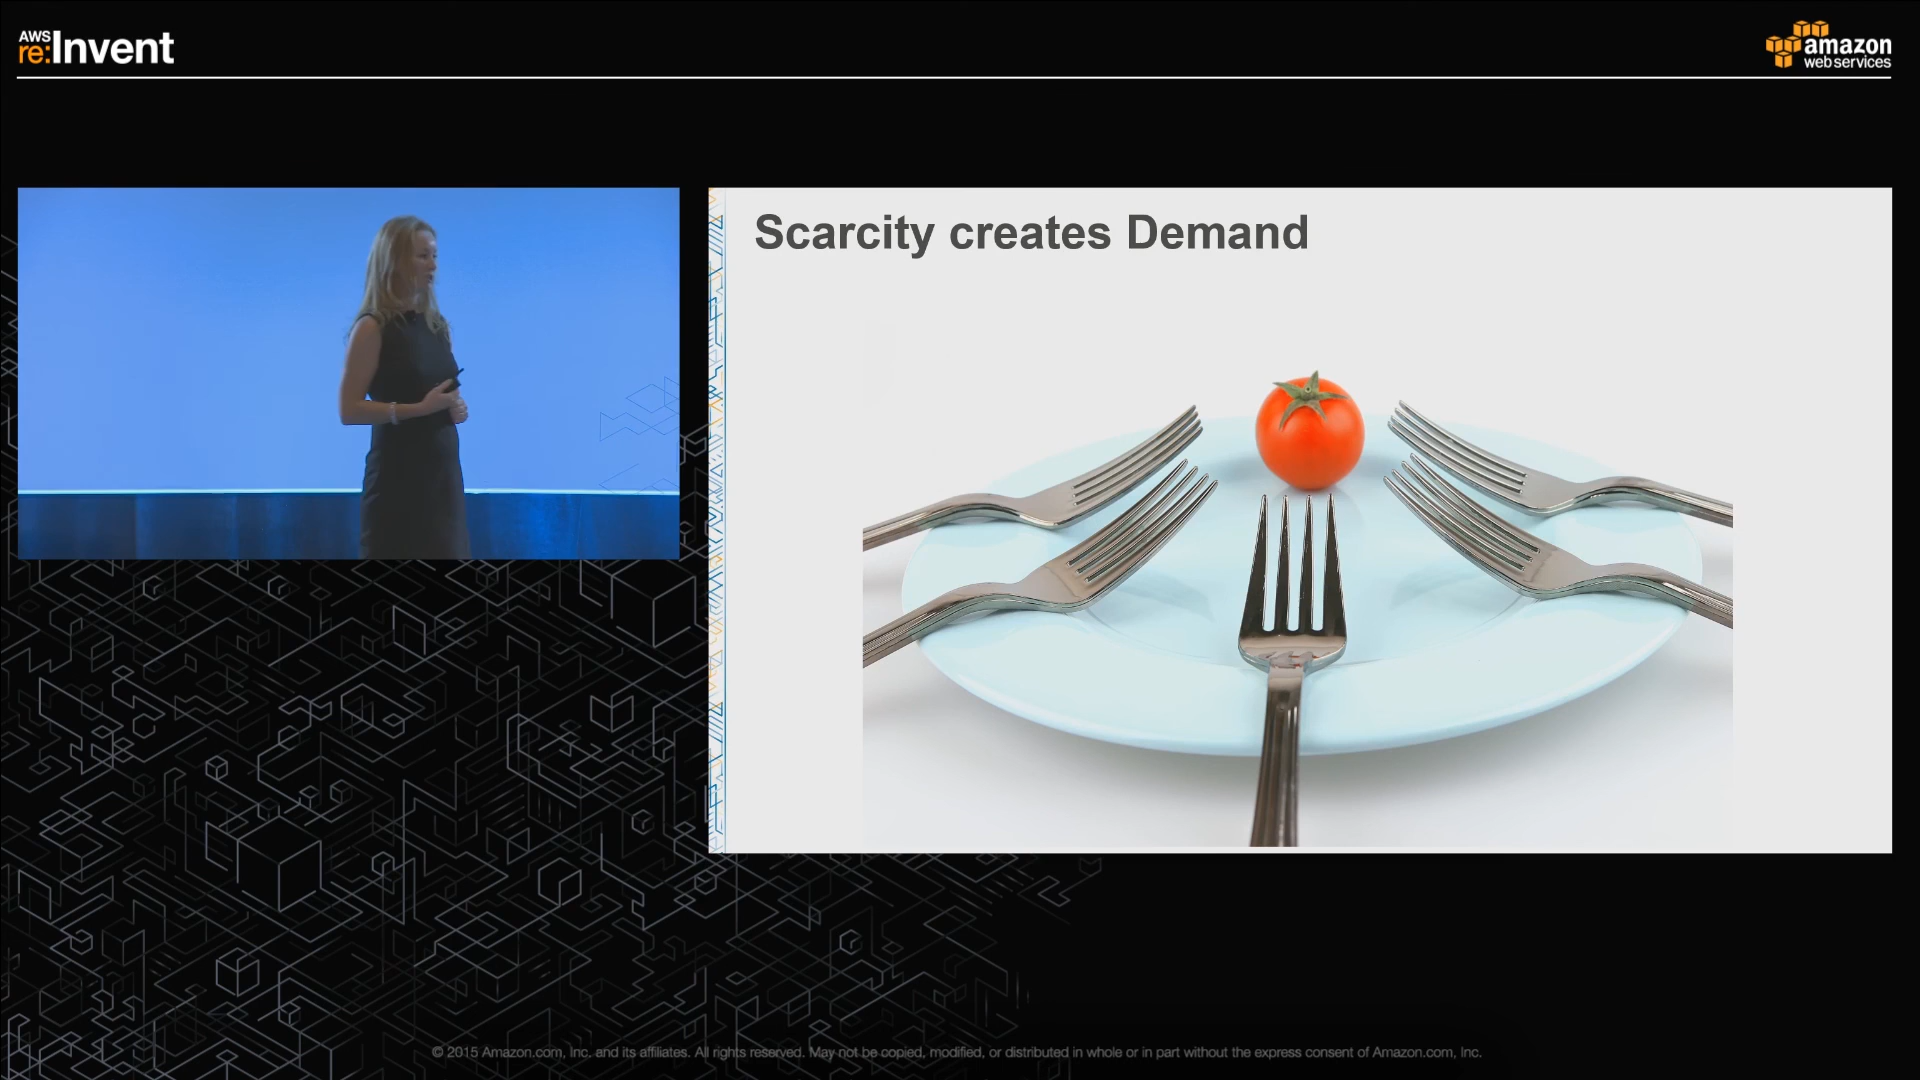 AWS
re:Invent
amazon
web services
Scarcity creates Demand
© 2015 Amazon.com, Inc. and its affiliates. All rights reserved. May not be copied, modified, or distributed in whole or in part without the express consent of Amazon.com, Inc.